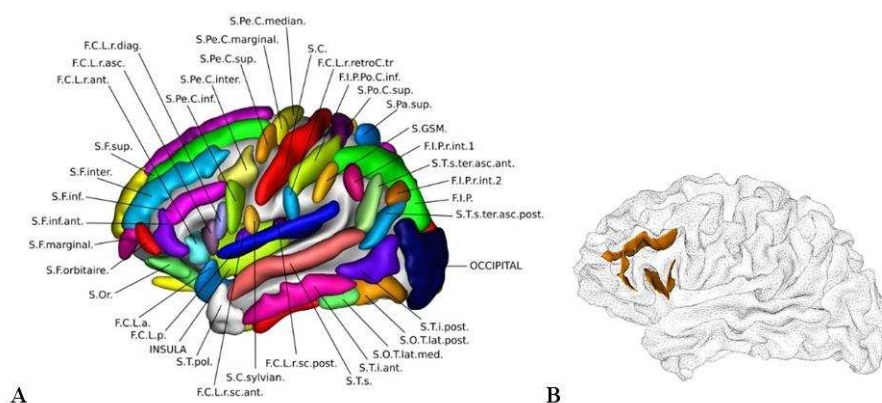 S.Pe.C.median.
S.Pe.C.marginal.
F.C.L.r.diag.
S.Pe.C.sup.
S.C.
F.C.L.r.asc.
F.C.L.r.retroC.tr
F.C.L.r.ant.
S.Pe.C.inter.
F.I.P.Po.C.inf.
S.Pe.C.inf.
S.Po.C.sup.
S.Pa.sup.
S.GSM.
S.F.sup.
S.T.s.ter.asc.ant.
S.F.inter.
F.I.P.r.int.1
F.I.P.r.int.2
S.F.inf.
F.I.P.
S.F.inf.ant.
S.T.s.ter.asc.post.
S.F.marginal.
S.F.orbitaire.
OCCIPITAL
S.Or.
F.C.L.a.
S.T.i.post.
F.C.L.p.
S.O.T.lat.post.
INSULA
S.T.pol.
F.C.L.r.sc.post.
S.O.T.lat.med.
S.C.sylvian.
S.T.i.ant.
F.C.L.r.sc.ant.
S.T.s.
A
B